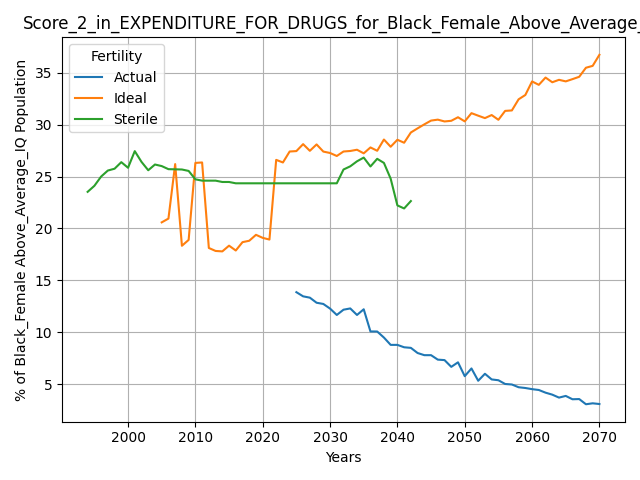 Score_2_in_EXPENDITURE_FOR_DRUGS_for_Black_Female_Above_Average_
Fertility
Actual
Ideal
Sterile
% of Black_Female Above_Average_IQ Population
35
30
25
20
15
10
5
2000 2010 2020 2030 2040 2050 2060 2070
Years